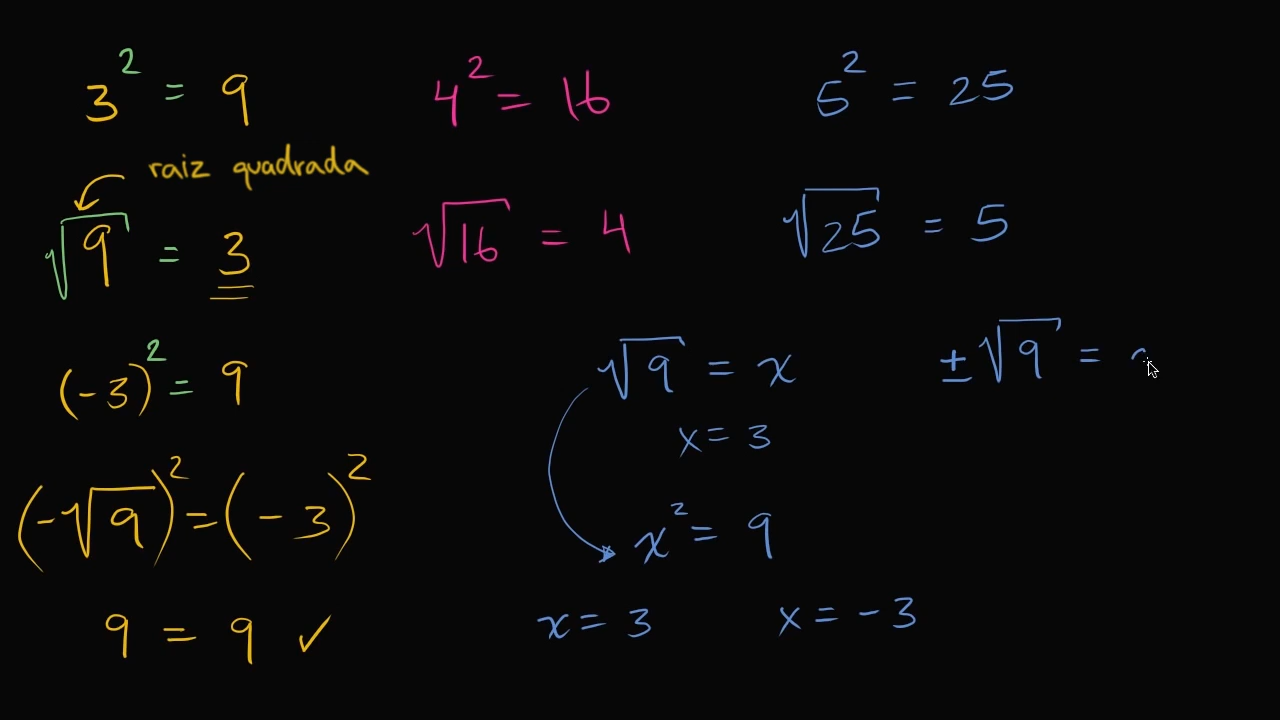 3² = 9
raiz quadrada
√9 = 3
(-3)² = 9
(-√9)² = (-3)²
9 = 9 ✓
4² = 16
√16 = 4
5² = 25
√25 = 5
√9 = x
x = 3
x² = 9
x = 3 x = -3
± √9 =